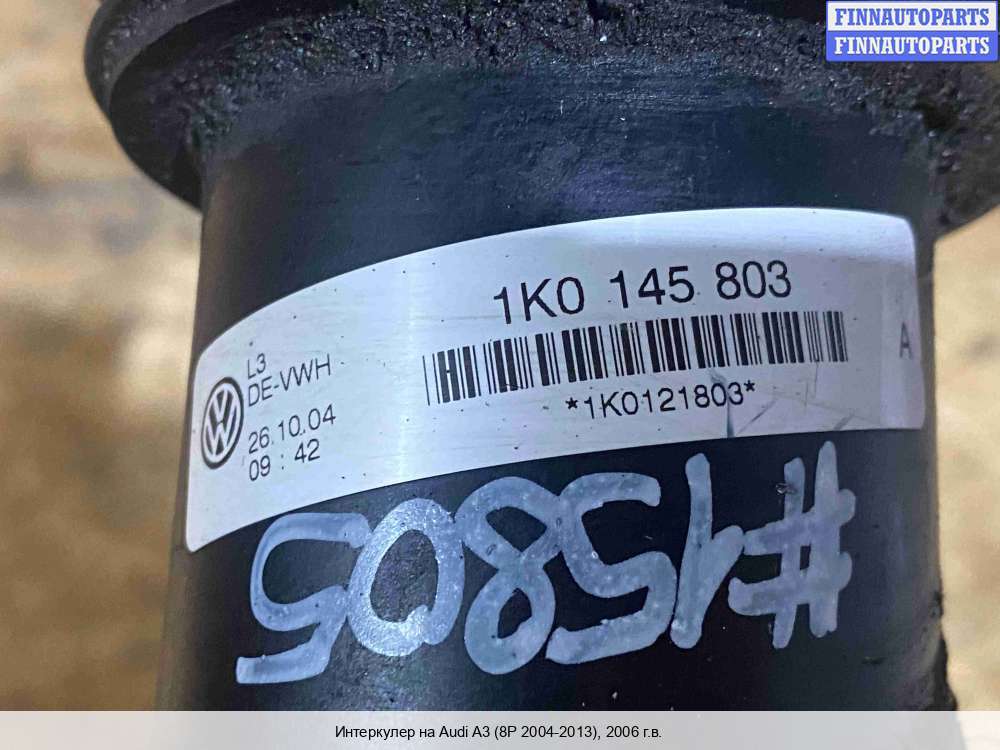 FINNAUTOPARTS
FINNAUTOPARTS
1K0 145 803
L3
DE-VWH
A
*1K0121803*
26.10.04
09 : 42
#15805
Интеркулер на Audi A3 (8P 2004-2013), 2006 г.в.